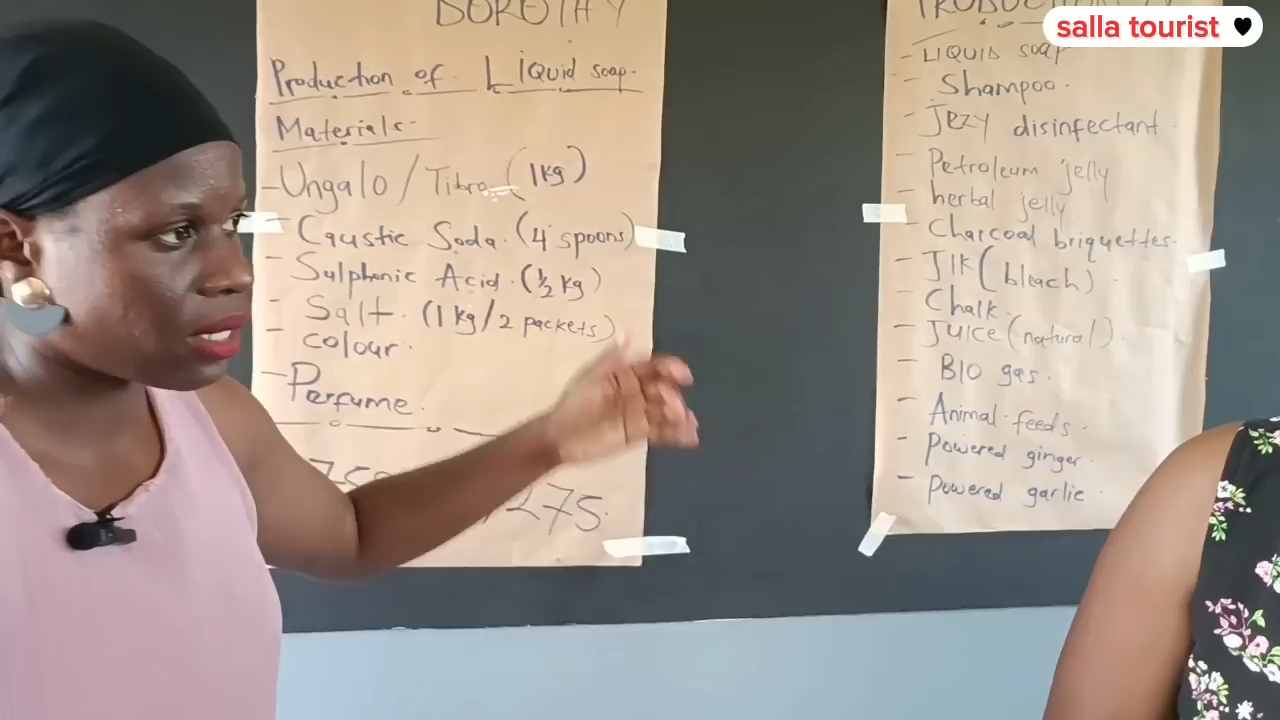 DOROTHY
Production of Liquid soap.
Materials-
- Ungalo / Tibro (1kg)
- Caustic Soda. (4 spoons)
- Sulphonic Acid. (½ kg)
- Salt. (1 kg / 2 packets)
- colour.
- Perfume.
275.
salla tourist
- LIQUID soap
- Shampoo.
- Jezy disinfectant.
- Petroleum jelly
- herbal jelly
- Charcoal briquettes.
- JIK (bleach)
- Chalk.
- Juice (natural).
- BIO gas.
- Animal feeds.
- Powered ginger.
- Powered garlic.